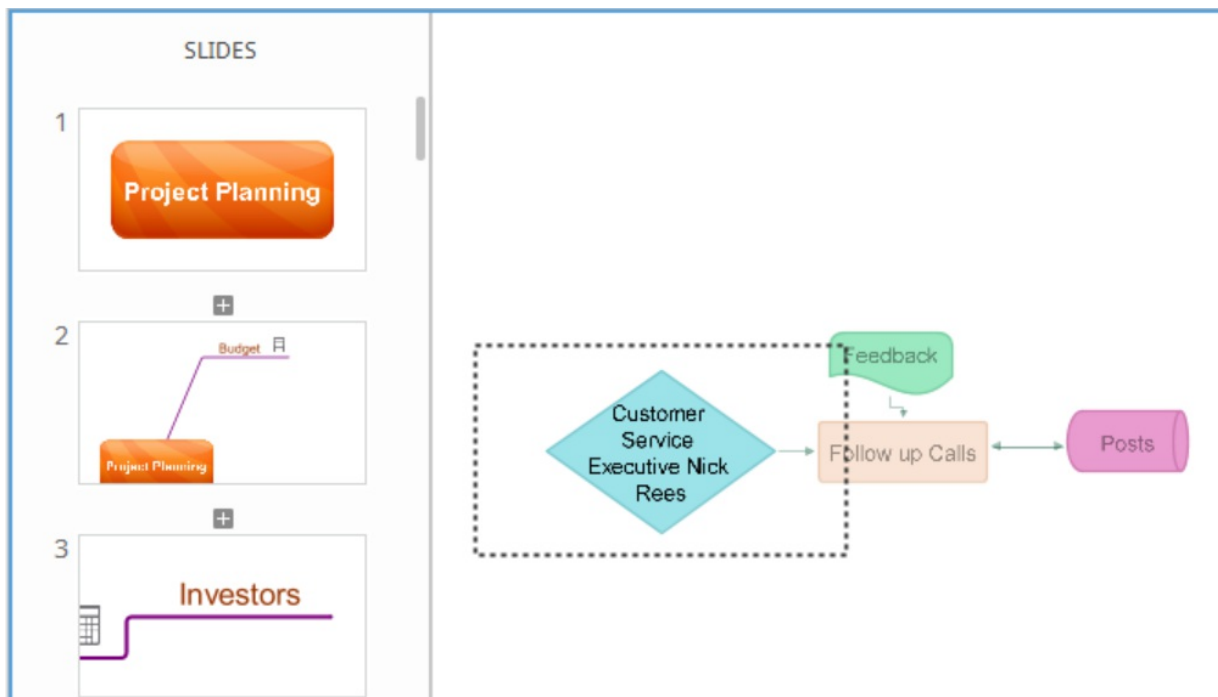 SLIDES
1
Project Planning
2
Budget
Project Planning
3
Investors
Feedback
Customer
Service
Executive Nick
Rees
Follow up Calls
Posts